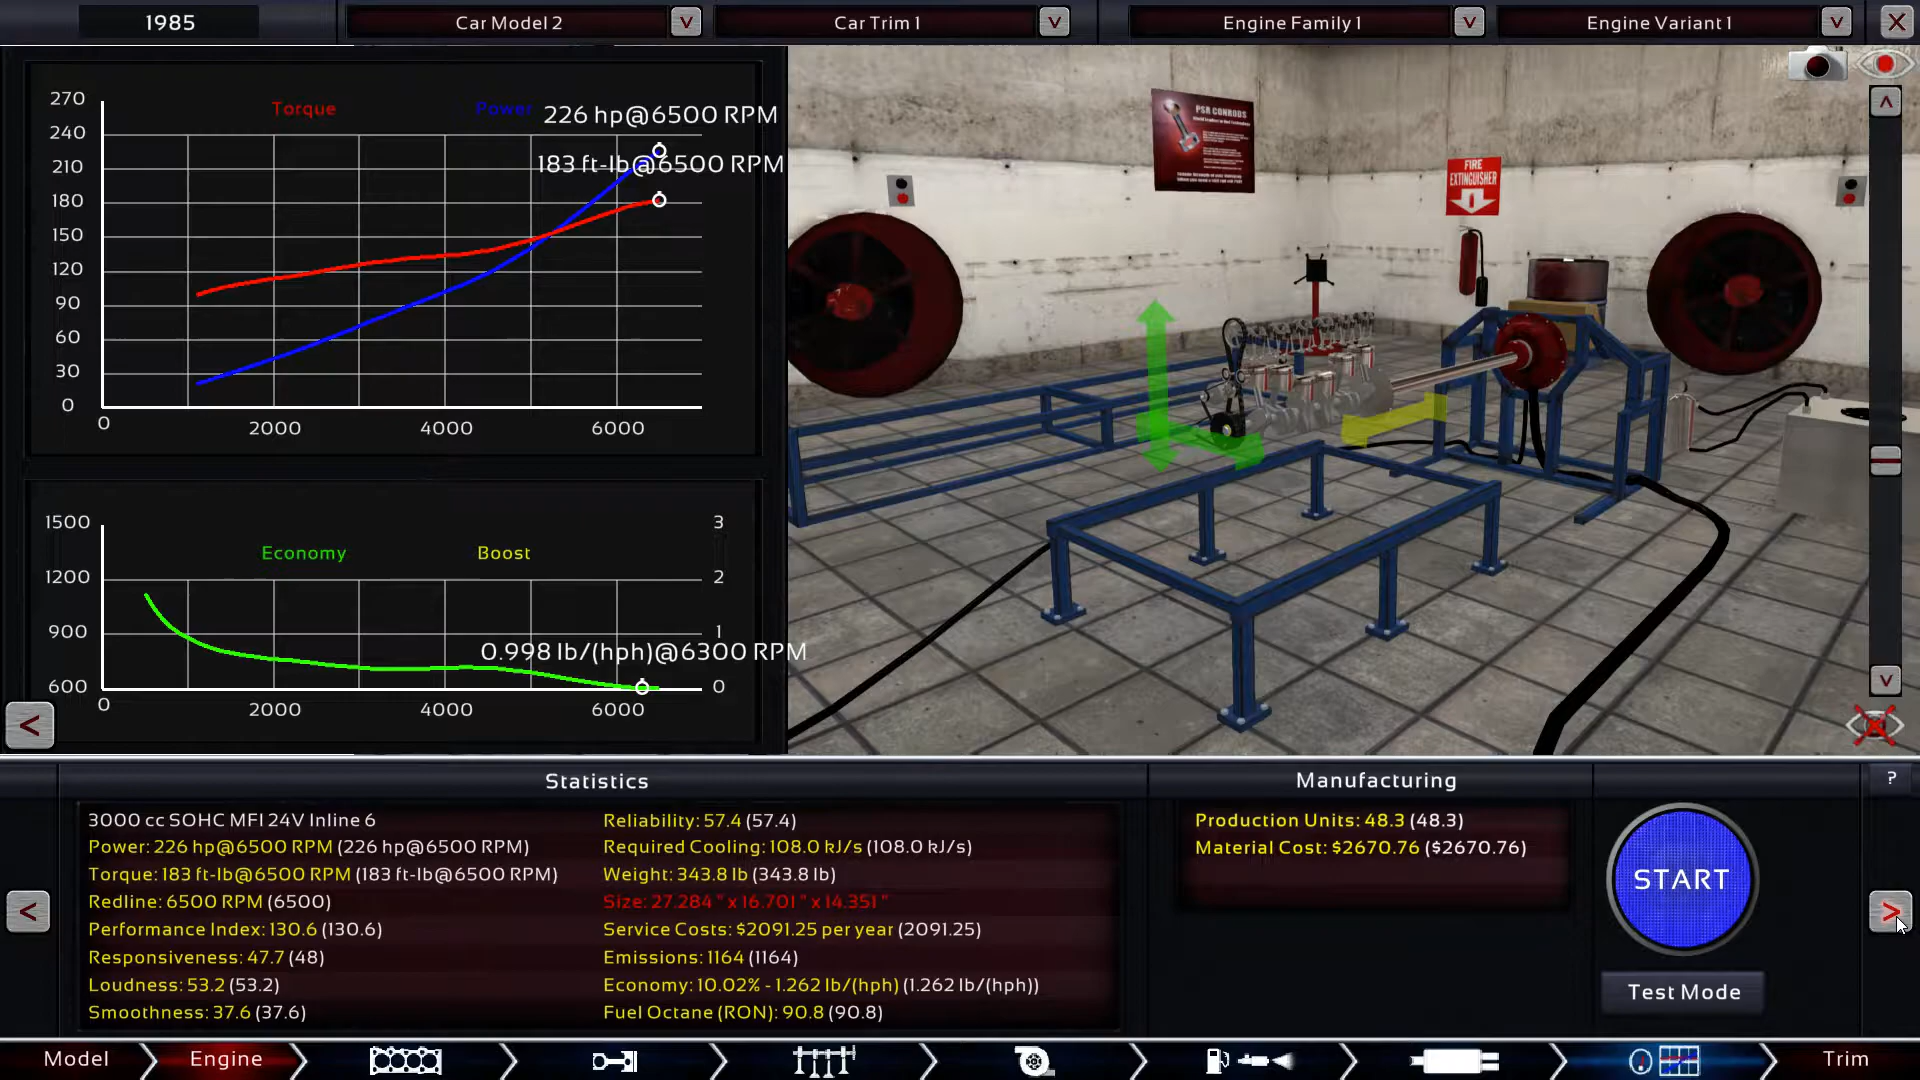 1985
Car Model 2
V
Car Trim 1
V
Engine Family 1
V
Engine Variant 1
V
X
270
240
210
180
150
120
90
60
30
0
Torque
Power
226 hp@6500 RPM
183 ft-lb@6500 RPM
0
2000
4000
6000
PSR CONRODS
FIRE
EXTINGUISHER
1500
1200
900
600
Economy
Boost
3
2
1
0
0.998 lb/(hph)@6300 RPM
0
2000
4000
6000
Statistics
3000 cc SOHC MFI 24V Inline 6
Power: 226 hp@6500 RPM (226 hp@6500 RPM)
Torque: 183 ft-lb@6500 RPM (183 ft-lb@6500 RPM)
Redline: 6500 RPM (6500)
Performance Index: 130.6 (130.6)
Responsiveness: 47.7 (48)
Loudness: 53.2 (53.2)
Smoothness: 37.6 (37.6)
Reliability: 57.4 (57.4)
Required Cooling: 108.0 kJ/s (108.0 kJ/s)
Weight: 343.8 lb (343.8 lb)
Size: 27.284 " x 16.701 " x 14.351 "
Service Costs: $2091.25 per year (2091.25)
Emissions: 1164 (1164)
Economy: 10.02% - 1.262 lb/(hph) (1.262 lb/(hph))
Fuel Octane (RON): 90.8 (90.8)
Manufacturing
Production Units: 48.3 (48.3)
Material Cost: $2670.76 ($2670.76)
?
START
Test Mode
Model
Engine
Trim